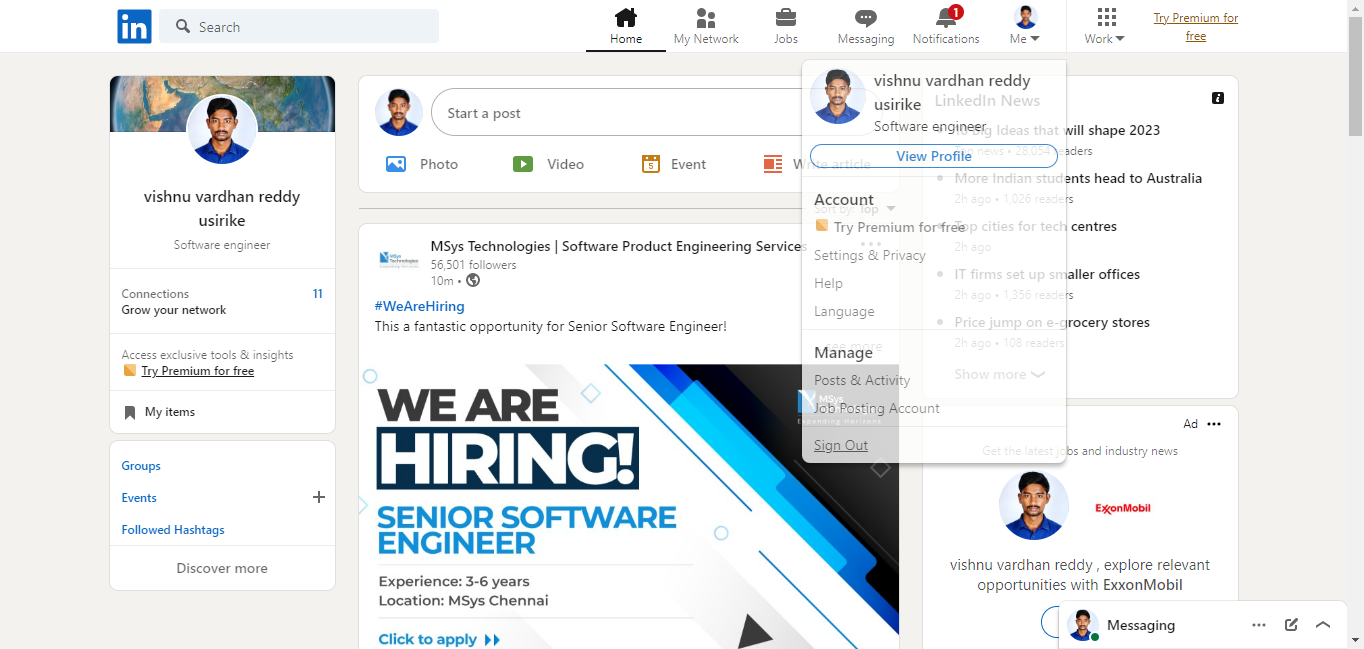 in
Search
Home
My Network
Jobs
Messaging
1
Notifications
Me
Work
Try Premium for
free
vishnu vardhan reddy
usirike
Software engineer
Connections
11
Grow your network
Access exclusive tools & insights
Try Premium for free
My items
Groups
Events
Followed Hashtags
Discover more
Start a post
Photo
Video
5
Event
Write article
Sort by: Top
MSys Technologies | Software Product Engineering Services
56,501 followers
10m •
#WeAreHiring
This a fantastic opportunity for Senior Software Engineer!
see more
MSys
Technologies
Expanding Horizons
WE ARE
HIRING!
SENIOR SOFTWARE
ENGINEER
Experience: 3-6 years
Location: MSys Chennai
Click to apply
MSys
Expanding Horizons
vishnu vardhan reddy
usirike
Software engineer
View Profile
Account
Try Premium for free
Settings & Privacy
Help
Language
Manage
Posts & Activity
Job Posting Account
Sign Out
LinkedIn News
10 Big Ideas that will shape 2023
Top news • 28,054 readers
More Indian students head to Australia
2h ago • 1,026 readers
Top cities for tech centres
2h ago
IT firms set up smaller offices
2h ago • 1,356 readers
Price jump on e-grocery stores
2h ago • 108 readers
Show more
Ad
Get the latest jobs and industry news
ExxonMobil
vishnu vardhan reddy , explore relevant
opportunities with ExxonMobil
Messaging